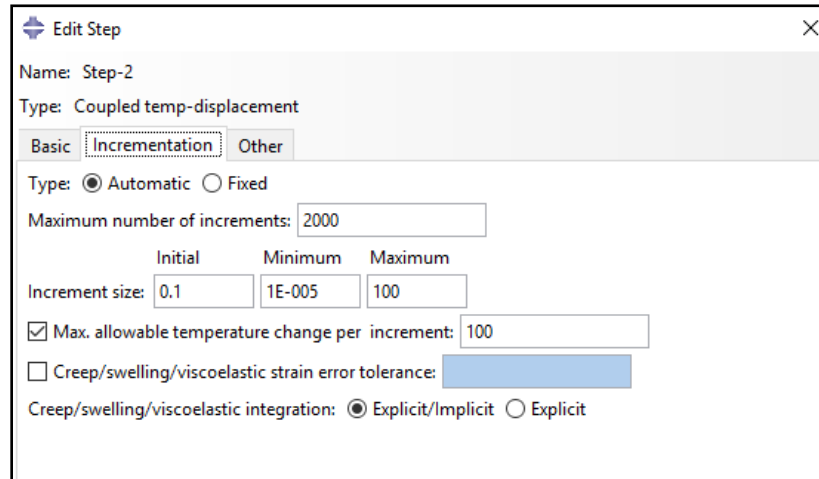 Edit Step
Name: Step-2
Type: Coupled temp-displacement
Basic Incrementation Other
Type: Automatic Fixed
Maximum number of increments: 2000
Initial Minimum Maximum
Increment size: 0.1 1E-005 100
Max. allowable temperature change per increment: 100
Creep/swelling/viscoelastic strain error tolerance:
Creep/swelling/viscoelastic integration: Explicit/Implicit Explicit